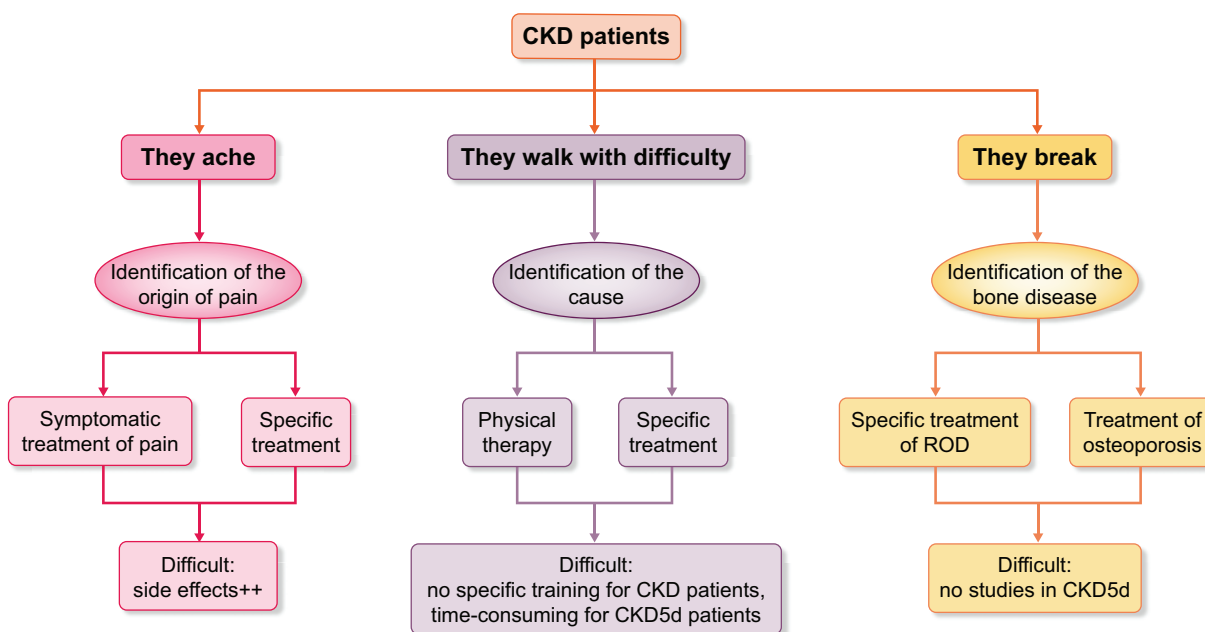 CKD patients
They ache
They walk with difficulty
They break
Identification of the
origin of pain
Identification of the
cause
Identification of the
bone disease
Symptomatic
treatment of pain
Specific
treatment
Physical
therapy
Specific
treatment
Specific treatment
of ROD
Treatment of
osteoporosis
Difficult:
side effects++
Difficult:
no specific training for CKD patients,
time-consuming for CKD5d patients
Difficult:
no studies in CKD5d